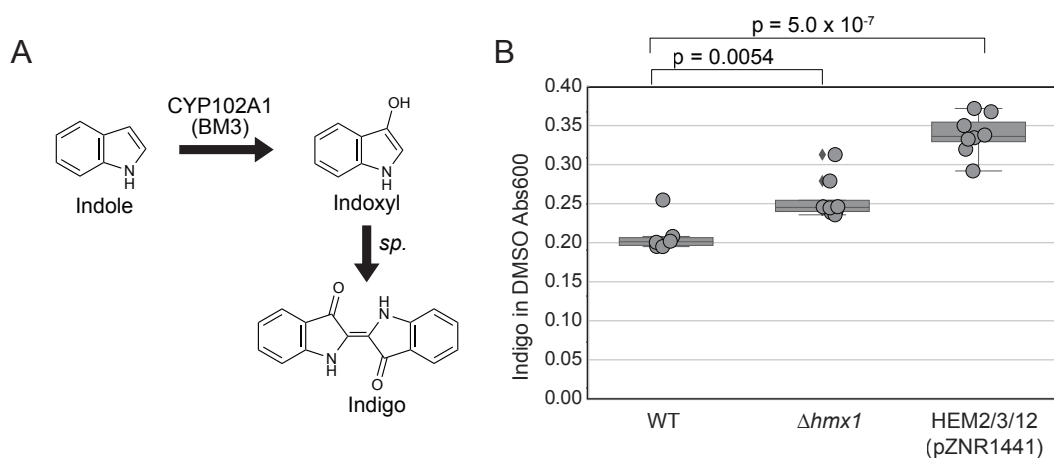 A
CYP102A1
(BM3)
OH
N
H
N
H
Indole
Indoxyl
sp.
O
H
N
N
H
O
Indigo
B
p = 5.0 x 10-7
p = 0.0054
Indigo in DMSO Abs600
0.40
0.35
0.30
0.25
0.20
0.15
0.10
0.05
0.00
WT
Δhmx1
HEM2/3/12
(pZNR1441)